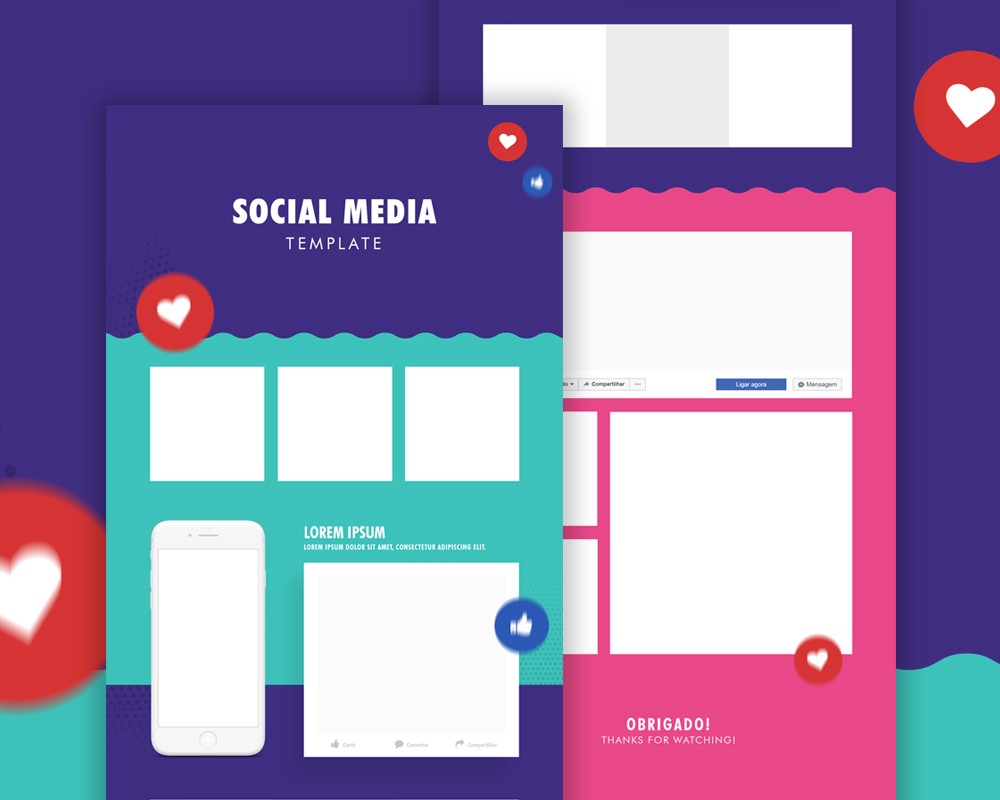 SOCIAL MEDIA
TEMPLATE
LOREM IPSUM
LOREM IPSUM DOLOR SIT AMET, CONSECTETUR ADIPISCING ELIT.
Curtir Comentar Compartilhar
Compartilhar
Ligar agora
Mensagem
OBRIGADO!
THANKS FOR WATCHING!